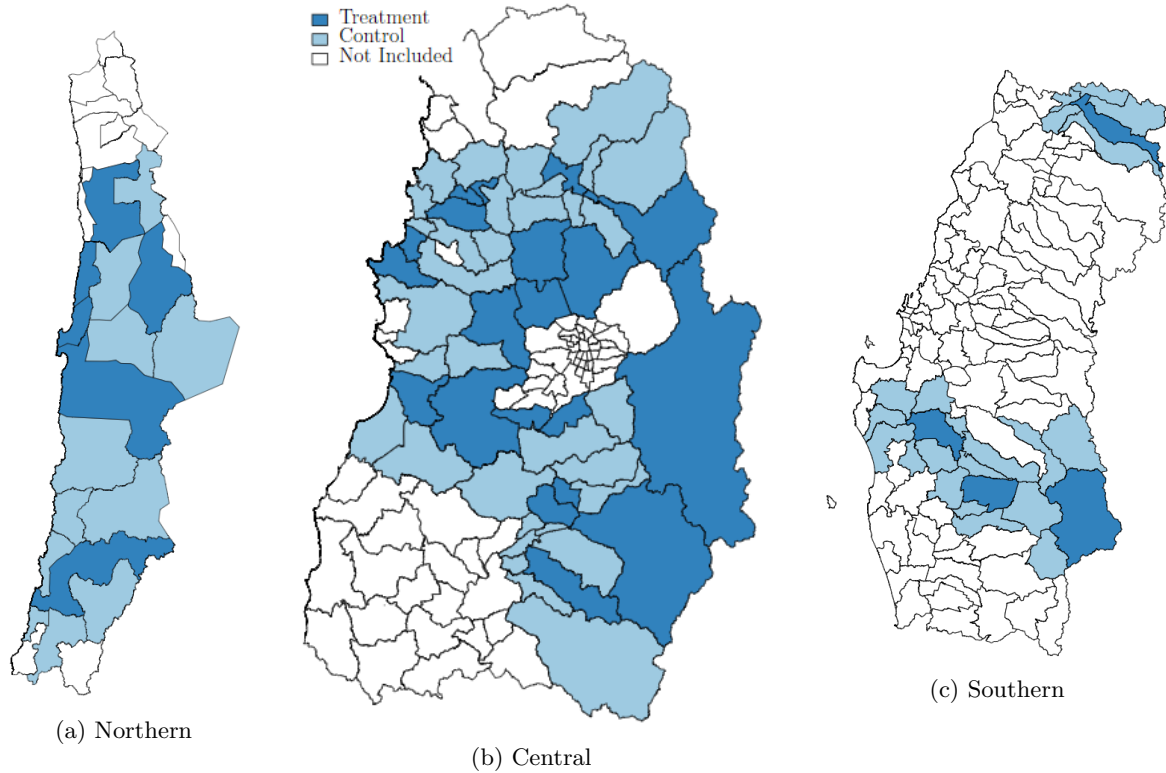 Treatment
Control
Not Included
(a) Northern
(b) Central
(c) Southern